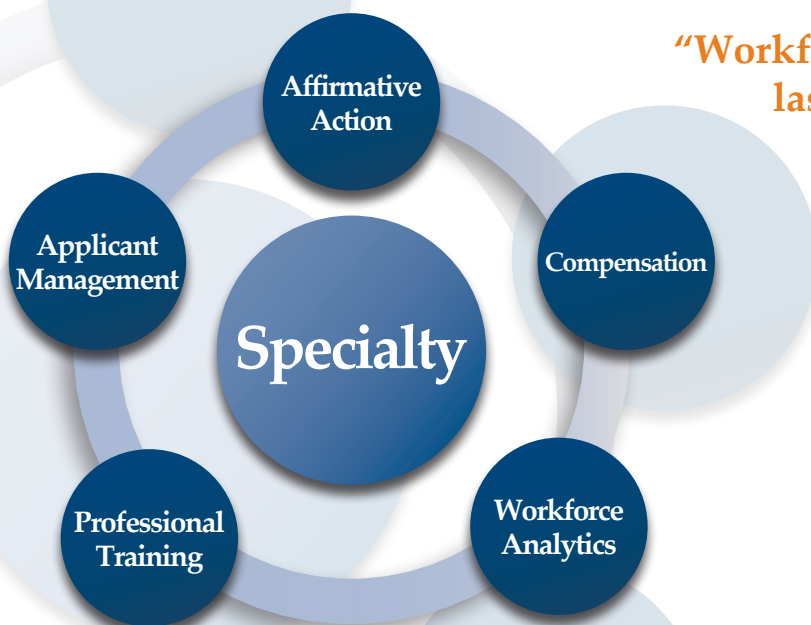 “Workf
las
Affirmative
Action
Applicant
Management
Compensation
Specialty
Professional
Training
Workforce
Analytics